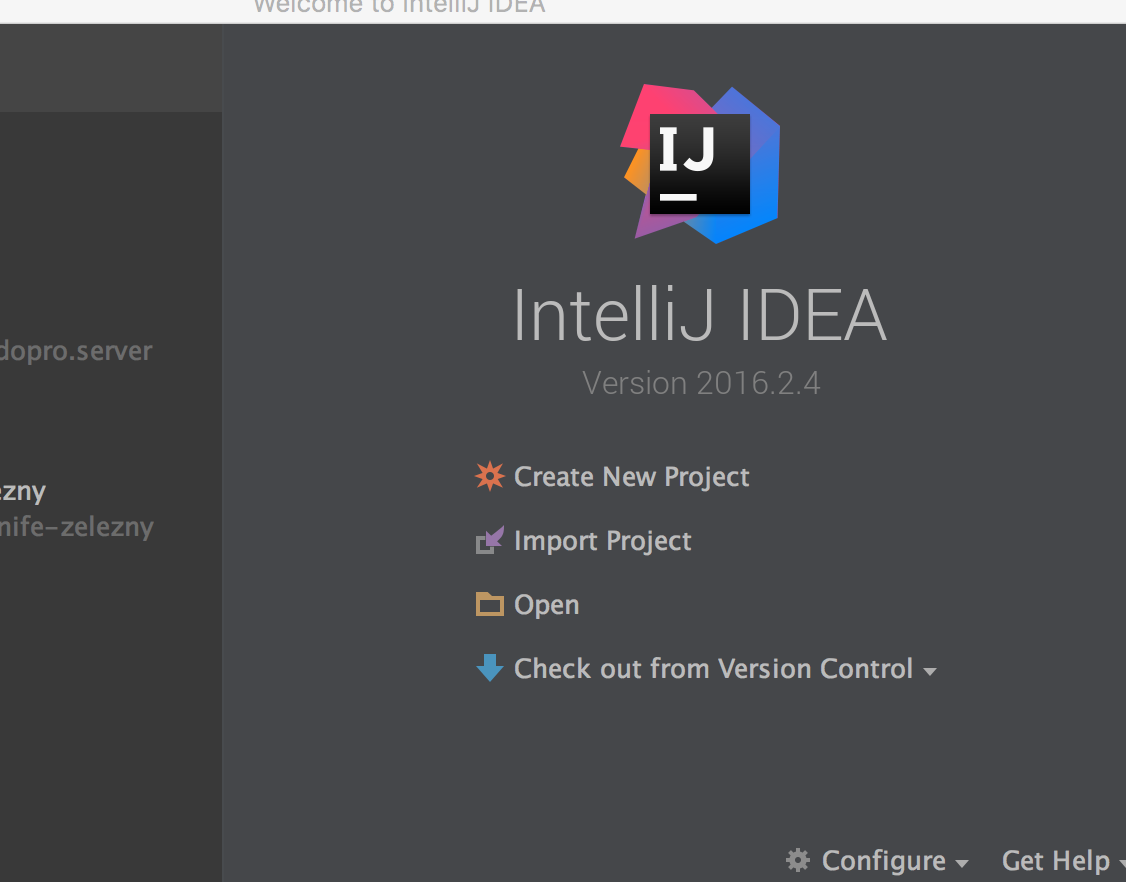 Welcome to IntelliJ IDEA
IJ
IntelliJ IDEA
Version 2016.2.4
dopro.server
ezny
nife-zelezny
Create New Project
Import Project
Open
Check out from Version Control
Configure
Get Help